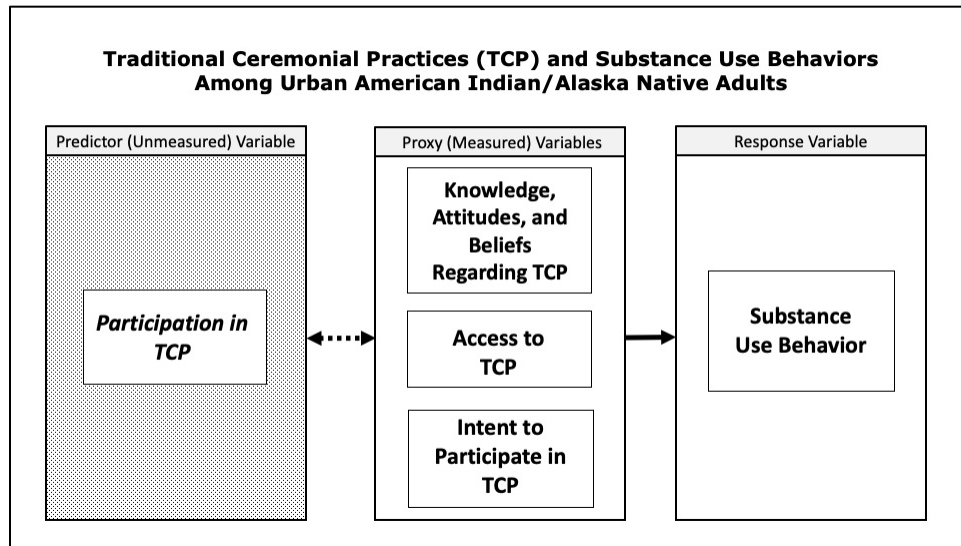 Traditional Ceremonial Practices (TCP) and Substance Use Behaviors
Among Urban American Indian/Alaska Native Adults
Predictor (Unmeasured) Variable
Participation in
TCP
Proxy (Measured) Variables
Knowledge,
Attitudes, and
Beliefs
Regarding TCP
Access to
TCP
Intent to
Participate in
TCP
Response Variable
Substance
Use Behavior